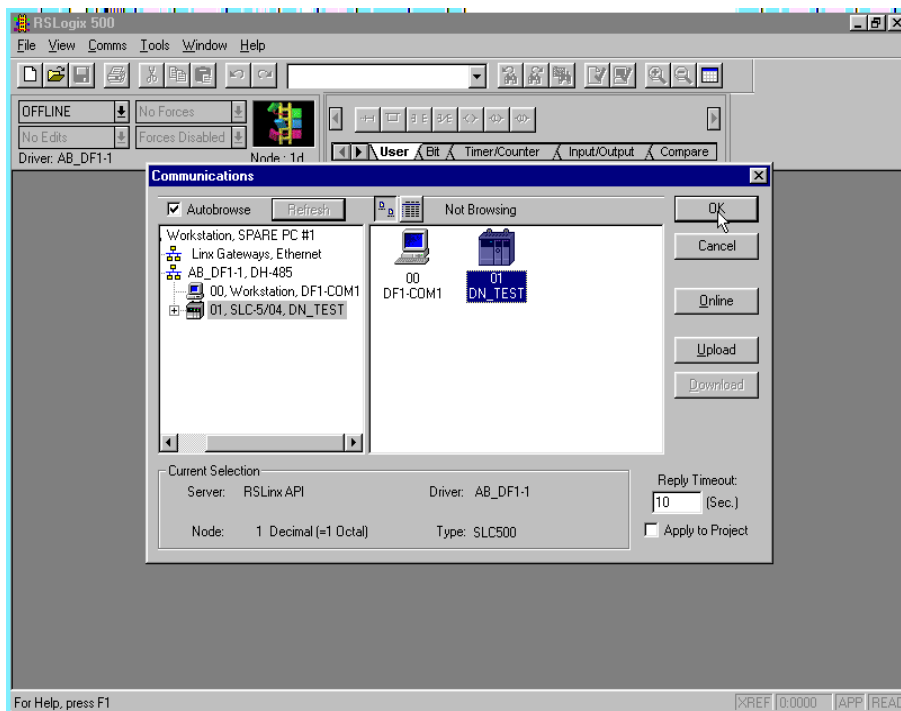 RSLogix 500
File View Comms Tools Window Help
OFFLINE
No Forces
No Edits
Forces Disabled
Driver: AB_DF1-1
Node : 1d
User Bit Timer/Counter Input/Output Compare
Communications
Autobrowse
Refresh
Not Browsing
OK
Workstation, SPARE PC #1
Linx Gateways, Ethernet
AB_DF1-1, DH-485
00, Workstation, DF1-COM1
01, SLC-5/04, DN_TEST
00
DF1-COM1
01
DN_TEST
Cancel
Online
Upload
Download
Current Selection
Server: RSLinx API
Driver: AB_DF1-1
Node: 1 Decimal (=1 Octal)
Type: SLC500
Reply Timeout:
10 (Sec.)
Apply to Project
For Help, press F1
XREF 0:0000 APP READ